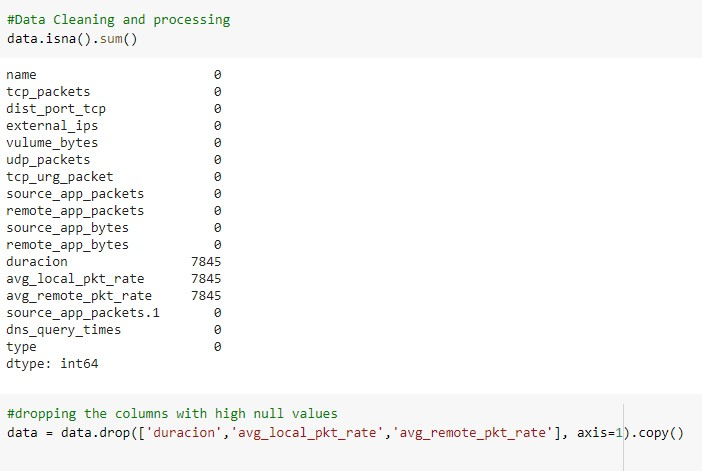 #Data Cleaning and processing
data.isna().sum()
name 0
tcp_packets 0
dist_port_tcp 0
external_ips 0
vulume_bytes 0
udp_packets 0
tcp_urg_packet 0
source_app_packets 0
remote_app_packets 0
source_app_bytes 0
remote_app_bytes 0
duracion 7845
avg_local_pkt_rate 7845
avg_remote_pkt_rate 7845
source_app_packets.1 0
dns_query_times 0
type 0
dtype: int64
#dropping the columns with high null values
data = data.drop(['duracion','avg_local_pkt_rate','avg_remote_pkt_rate'], axis=1).copy()